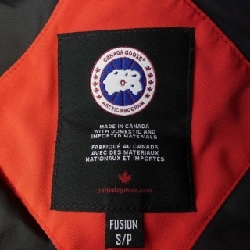 CANADA GOOSE
ARCTIC PROGRAM
MADE IN CANADA
WITH DOMESTIC AND
IMPORTED MATERIALS
FABRIQUÉ AU CANADA
AVEC DES MATERIAUX
NATIONAUX ET IMPORTÉS
canadagoose.com
FUSION
S/P